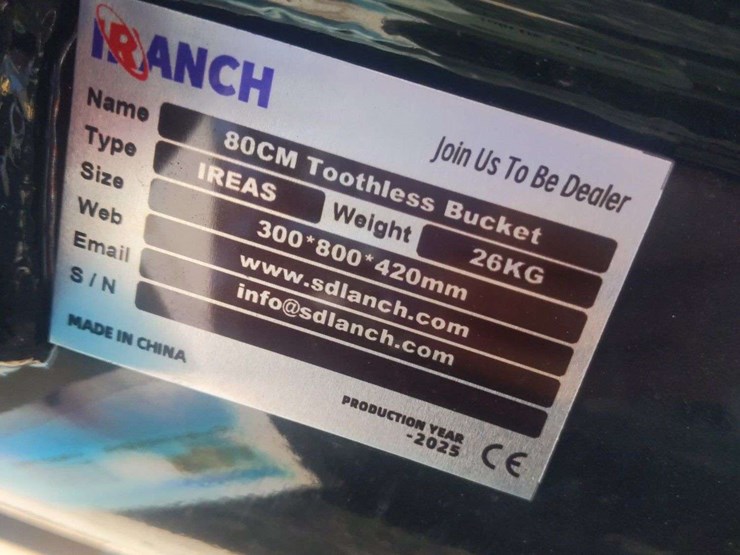 IRANCH
Join Us To Be Dealer
Name 80CM Toothless Bucket
Type IREAS Weight 26KG
Size 300*800*420mm
Web www.sdlanch.com
Email info@sdlanch.com
S/N
MADE IN CHINA
PRODUCTION YEAR
-2025
CE